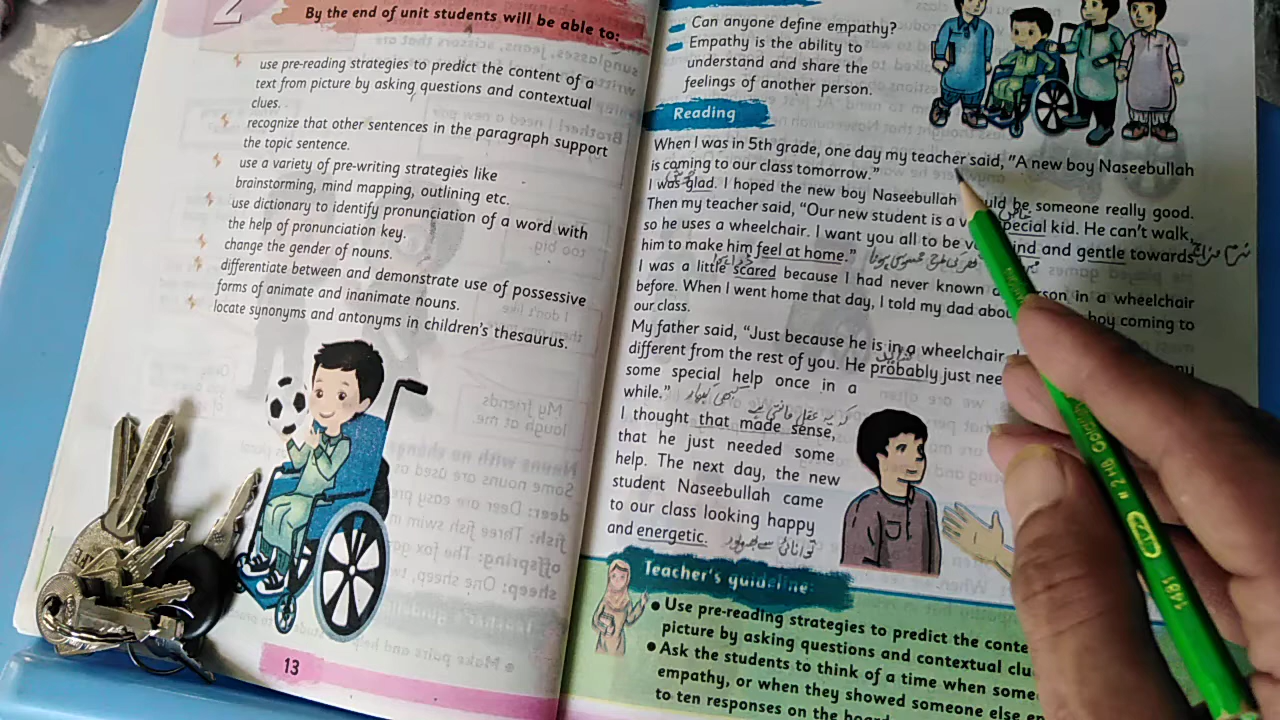 2
By the end of unit students will be able to:
use pre-reading strategies to predict the content of a
text from picture by asking questions and contextual
clues.
recognize that other sentences in the paragraph support
the topic sentence.
use a variety of pre-writing strategies like
brainstorming, mind mapping, outlining etc.
use dictionary to identify pronunciation of a word with
the help of pronunciation key.
change the gender of nouns.
differentiate between and demonstrate use of possessive
forms of animate and inanimate nouns.
locate synonyms and antonyms in children's thesaurus.
13
Can anyone define empathy?
Empathy is the ability to
understand and share the
feelings of another person.
Reading
When I was in 5th grade, one day my teacher said, "A new boy Naseebullah
is coming to our class tomorrow."
I was glad. I hoped the new boy Naseebullah be someone really good.
خاص
Then my teacher said, "Our new student is a kid. He can't walk,
so he uses a wheelchair. I want you all to be and gentle towards
him to make him feel at home."
I was a little scared because I had never known in a wheelchair
before. When I went home that day, I told my dad boy coming to
our class.
My father said, "Just because he is in a wheelchair
different from the rest of you. He probably just
some special help once in a
while." کبھی کبھار
I thought that made sense,
that he just needed some
help. The next day, the new
student Naseebullah came
to our class looking happy
and energetic. توانائی سے بھرپور
Teacher's guideline:
Use pre-reading strategies to predict the
picture by asking questions and contextual
Ask the students to think of a time when
empathy, or when they showed someone else
to ten responses on the